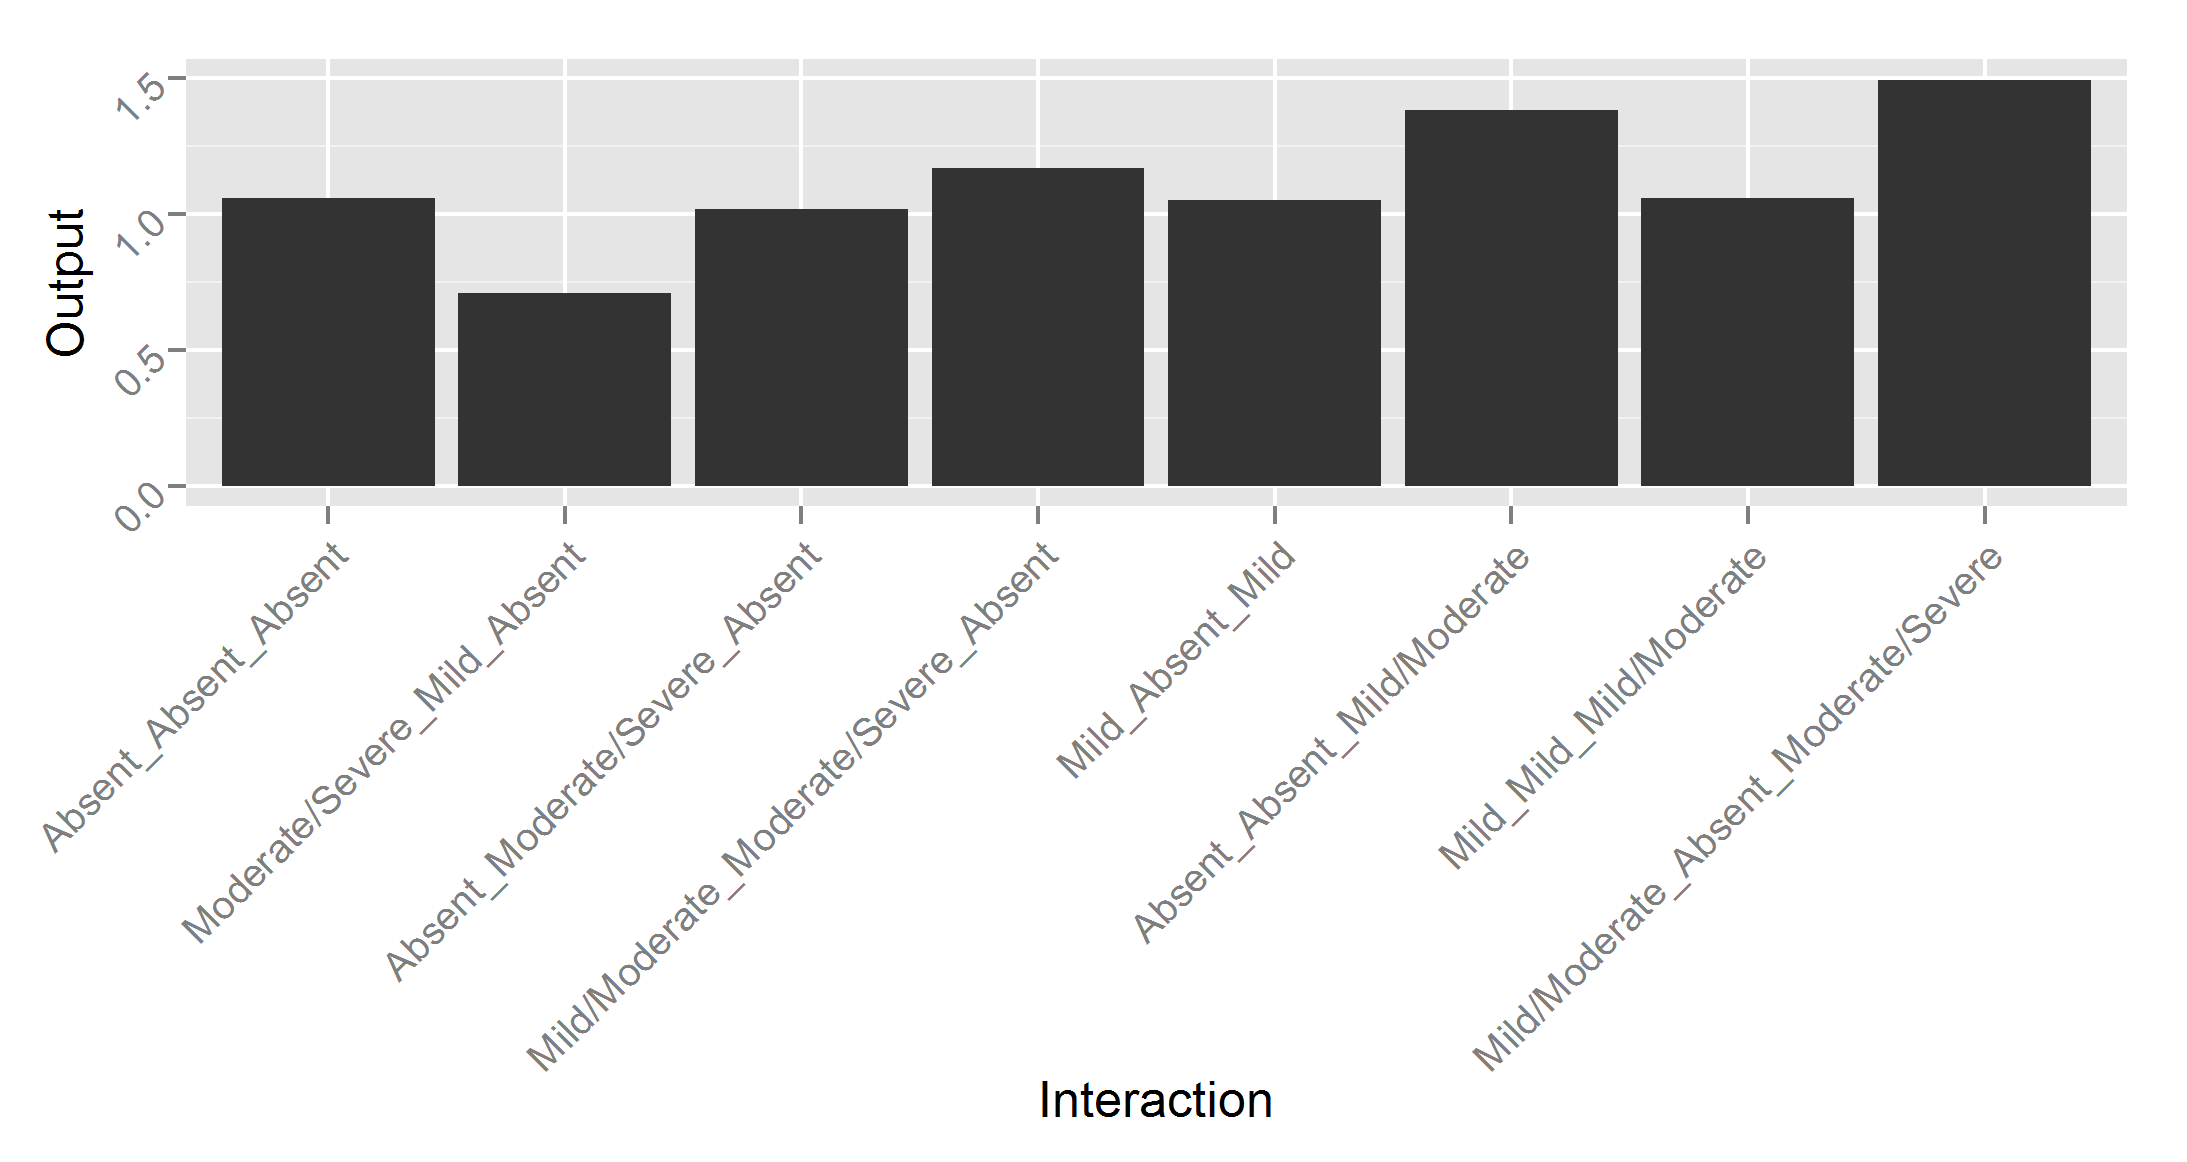 Output
1.5
1.0
0.5
0.0
Absent_Absent_Absent
Moderate/Severe_Mild_Absent
Absent_Moderate/Severe_Absent
Mild/Moderate_Moderate/Severe_Absent
Mild_Absent_Mild
Absent_Absent_Mild/Moderate
Mild_Mild_Mild/Moderate
Mild/Moderate_Absent_Moderate/Severe
Interaction